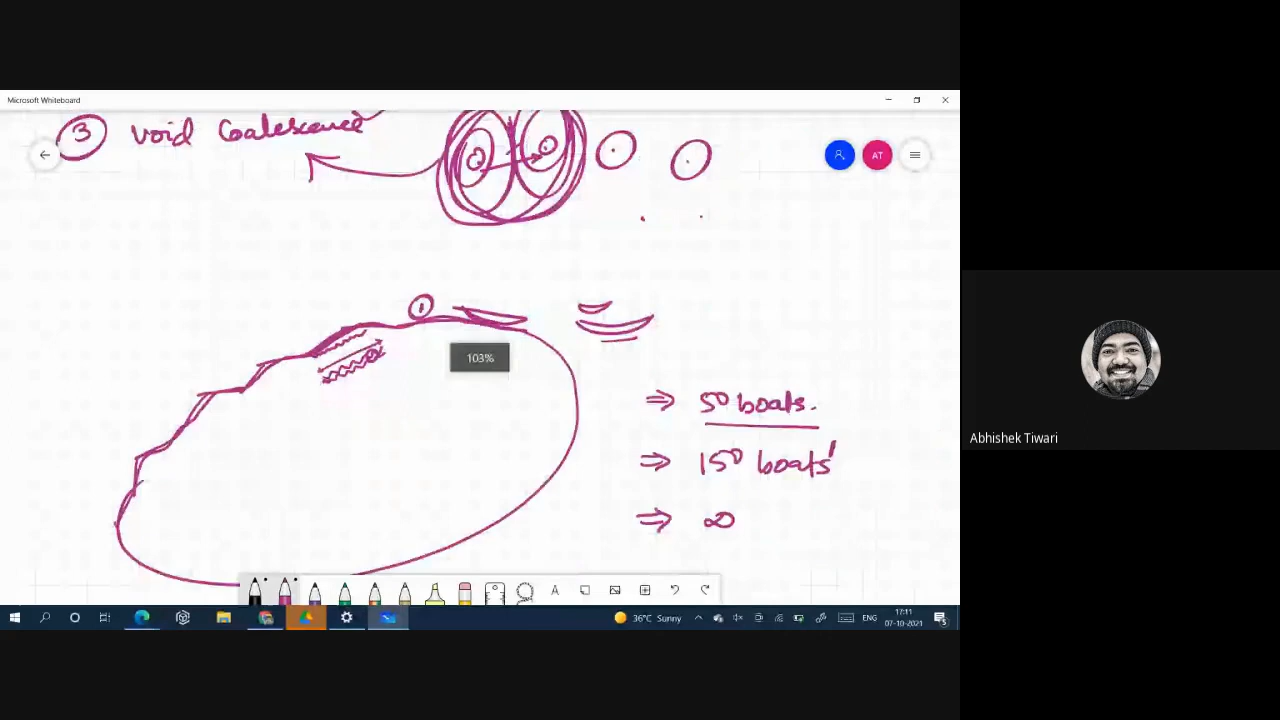 Microsoft Whiteboard
3 void Coalescence
AT
1
103%
⇒ 50 boats.
⇒ 150 boats'
⇒ ∞
Abhishek Tiwari
A
36°C Sunny
ENG
17:11
07-10-2021
5